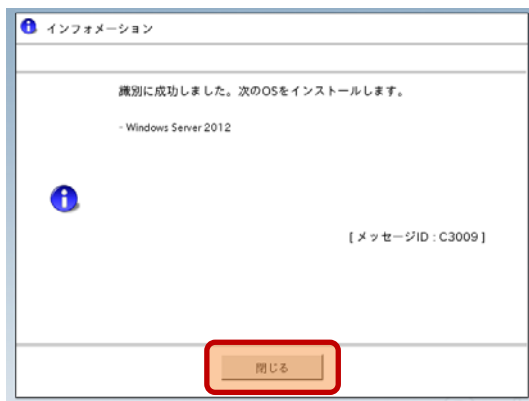 インフォメーション
識別に成功しました。次のOSをインストールします。
- Windows Server 2012
[ メッセージID : C3009 ]
閉じる